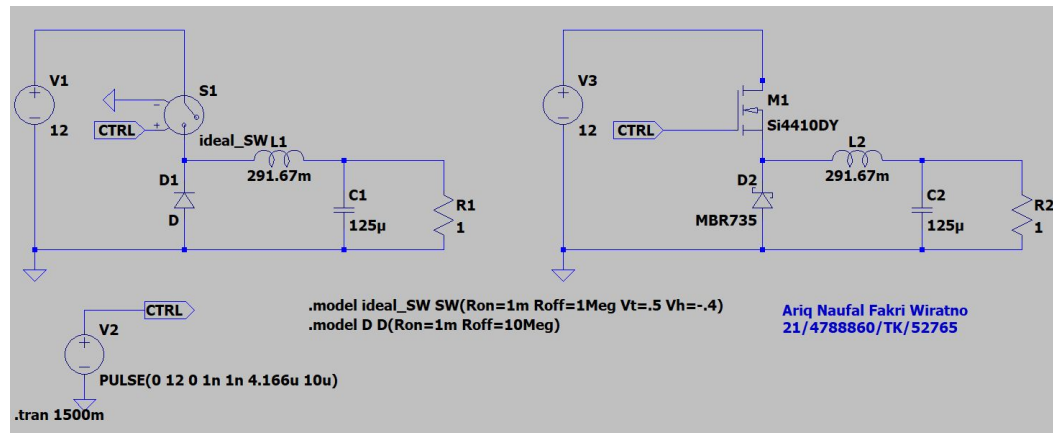 V1
12
S1
CTRL
ideal_SW
L1
291.67m
D1
D
C1
125µ
R1
1
V3
12
CTRL
M1
Si4410DY
L2
291.67m
D2
MBR735
C2
125µ
R2
1
CTRL
V2
PULSE(0 12 0 1n 1n 4.166u 10u)
.tran 1500m
.model ideal_SW SW(Ron=1m Roff=1Meg Vt=.5 Vh=-.4)
.model D D(Ron=1m Roff=10Meg)
Ariq Naufal Fakri Wiratno
21/4788860/TK/52765